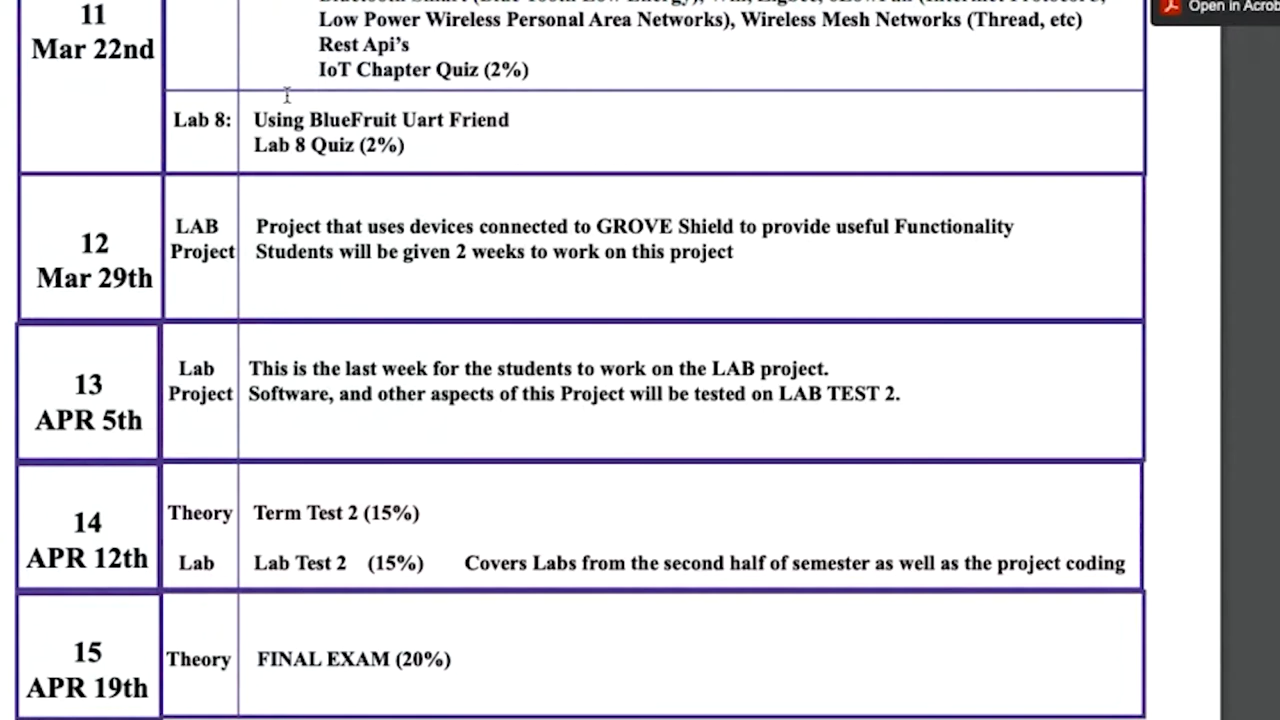 Low Power Wireless Personal Area Networks), Wireless Mesh Networks (Thread, etc)
Rest Api's
IoT Chapter Quiz (2%)
11
Mar 22nd
Lab 8: Using BlueFruit Uart Friend
Lab 8 Quiz (2%)
12
Mar 29th
LAB Project that uses devices connected to GROVE Shield to provide useful Functionality
Project Students will be given 2 weeks to work on this project
13
APR 5th
Lab This is the last week for the students to work on the LAB project.
Project Software, and other aspects of this Project will be tested on LAB TEST 2.
14
APR 12th
Theory Term Test 2 (15%)
Lab Lab Test 2 (15%) Covers Labs from the second half of semester as well as the project coding
15
APR 19th
Theory FINAL EXAM (20%)
Open in Acrob